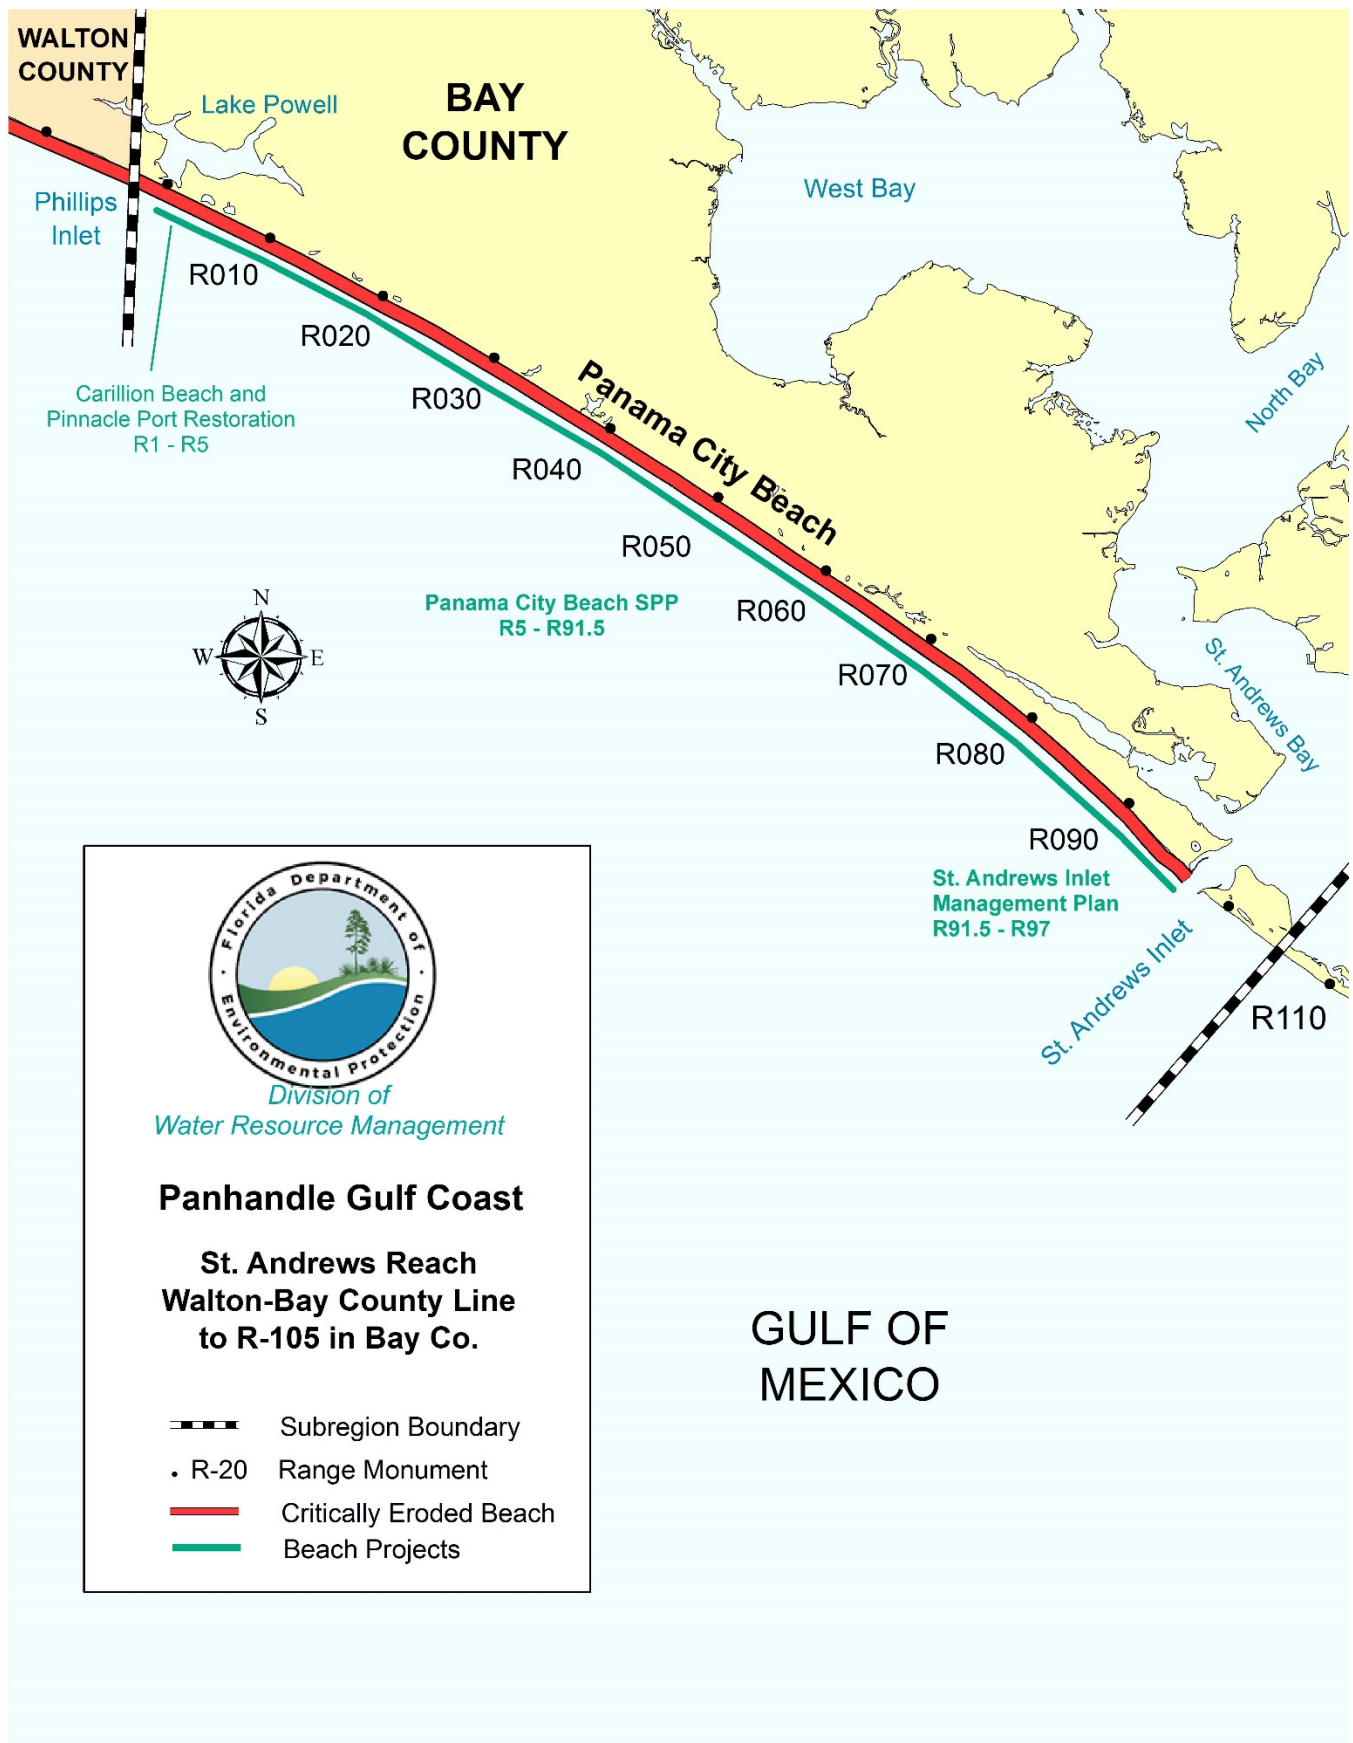 WALTON
COUNTY
Lake Powell
BAY
COUNTY
West Bay
Phillips
Inlet
R010
R020
R030
R040
R050
R060
R070
R080
R090
R110
Carillion Beach and
Pinnacle Port Restoration
R1 - R5
Panama City Beach
North Bay
Panama City Beach SPP
R5 - R91.5
N
W
E
S
St. Andrews Bay
St. Andrews Inlet
Management Plan
R91.5 - R97
St. Andrews Inlet
Florida Department of
Environmental Protection
Division of
Water Resource Management
Panhandle Gulf Coast
St. Andrews Reach
Walton-Bay County Line
to R-105 in Bay Co.
Subregion Boundary
R-20 Range Monument
Critically Eroded Beach
Beach Projects
GULF OF
MEXICO